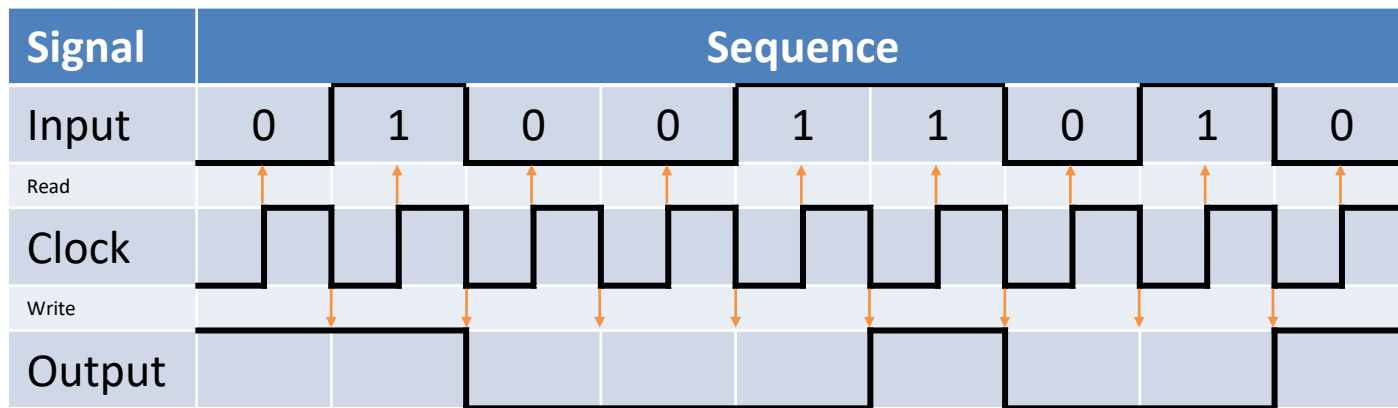 Signal Sequence
Input 0 1 0 0 1 1 0 1 0
Read
Clock
Write
Output